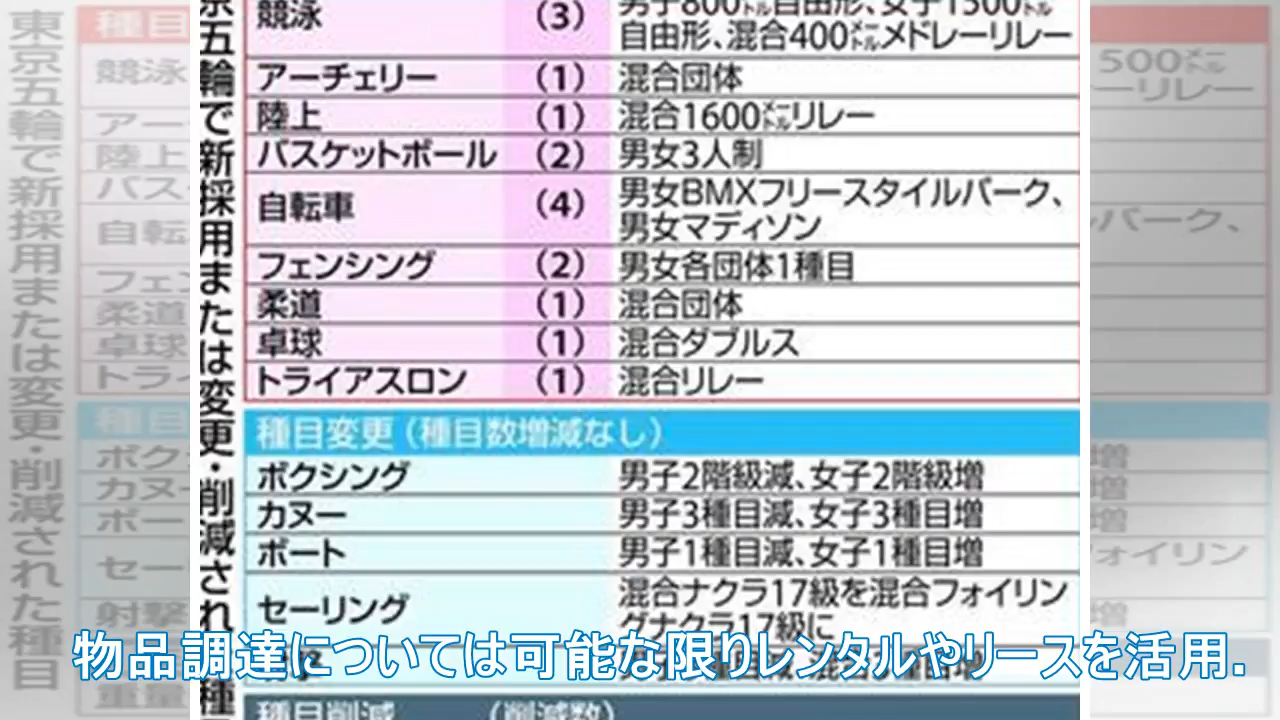 東京五輪で新採用または変更・削減された種目
競泳 (3) 男子800㍍自由形、女子1500㍍
自由形、混合400㍍メドレーリレー
アーチェリー (1) 混合団体
陸上 (1) 混合1600㍍リレー
バスケットボール (2) 男女3人制
自転車 (4) 男女BMXフリースタイルパーク、
男女マディソン
フェンシング (2) 男女各団体1種目
柔道 (1) 混合団体
卓球 (1) 混合ダブルス
トライアスロン (1) 混合リレー
種目変更(種目数増減なし)
ボクシング 男子2階級減、女子2階級増
カヌー 男子3種目減、女子3種目増
ボート 男子1種目減、女子1種目増
セーリング 混合ナクラ17級を混合フォイリン
グナクラ17級に
物品調達については可能な限りレンタルやリースを活用.
種目削減 (削減数)